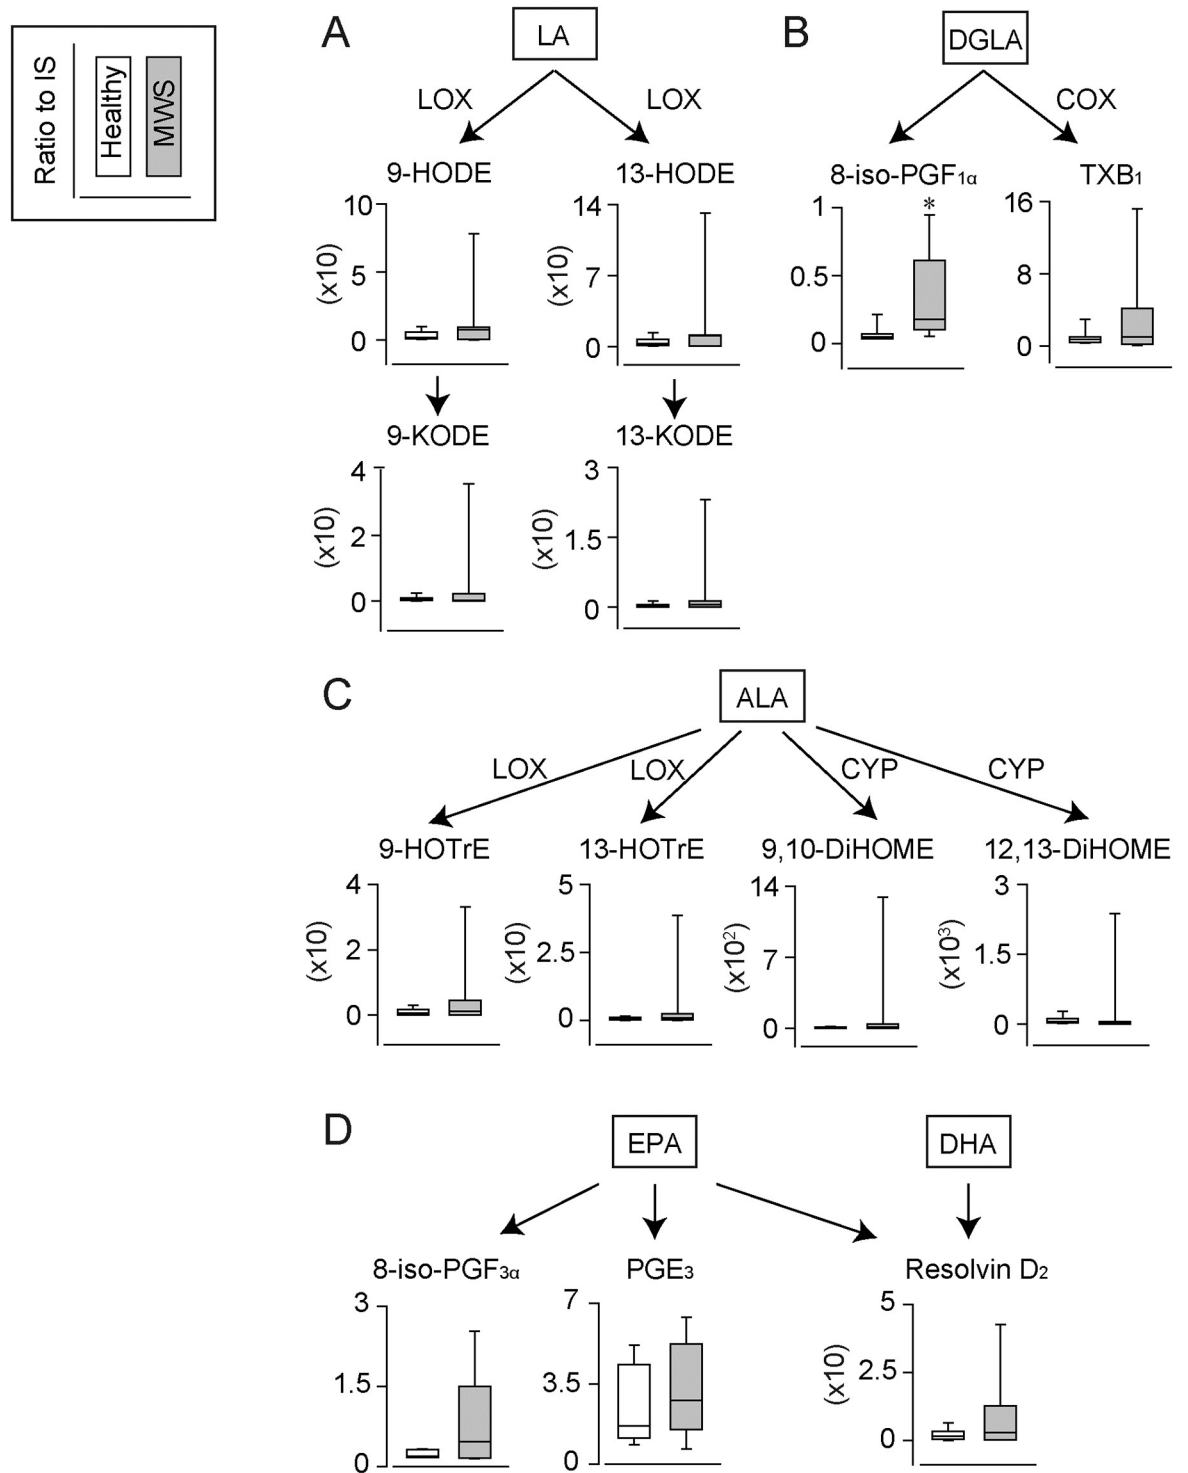 Ratio to IS
Healthy
MWS
A
LA
LOX
LOX
9-HODE
13-HODE
10
5
0
(x10)
14
7
0
(x10)
9-KODE
13-KODE
4
2
0
(x10)
3
1.5
0
(x10)
B
DGLA
COX
8-iso-PGF1α
TXB1
1
0.5
0
*
16
8
0
C
ALA
LOX
LOX
CYP
CYP
9-HOTrE
13-HOTrE
9,10-DiHOME
12,13-DiHOME
4
2
0
(x10)
5
2.5
0
(x10)
14
7
0
(x10²)
3
1.5
0
(x10³)
D
EPA
DHA
8-iso-PGF3α
PGE3
Resolvin D2
3
1.5
0
7
3.5
0
5
2.5
0
(x10)